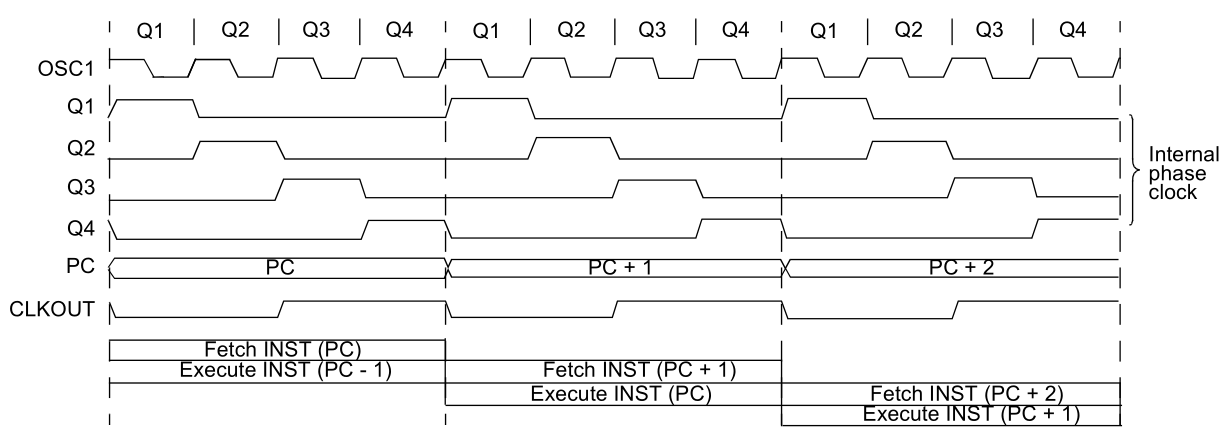 Q1 Q2 Q3 Q4 Q1 Q2 Q3 Q4 Q1 Q2 Q3 Q4
OSC1
Q1
Q2
Q3
Q4
Internal
phase
clock
PC PC PC + 1 PC + 2
CLKOUT
Fetch INST (PC)
Execute INST (PC - 1) Fetch INST (PC + 1)
Execute INST (PC) Fetch INST (PC + 2)
Execute INST (PC + 1)